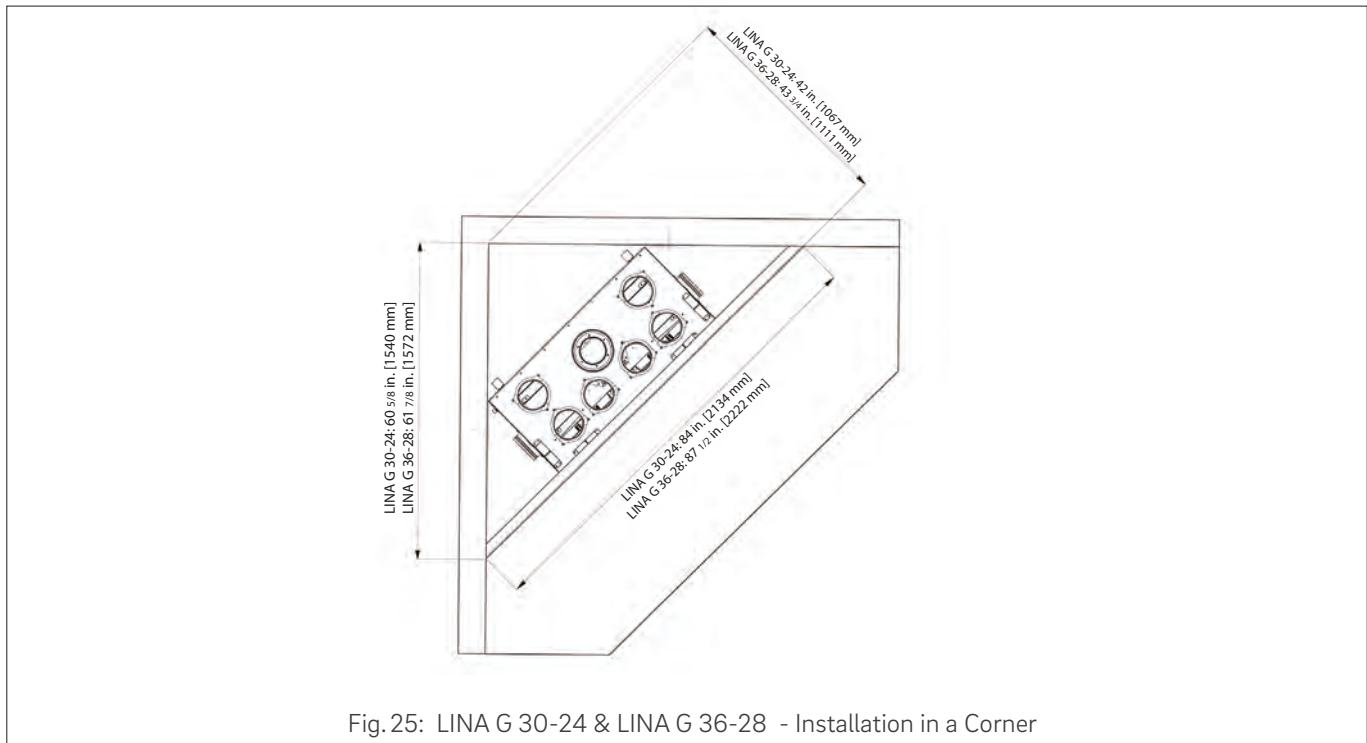 LINA G 30-24: 42 in. [1067 mm]
LINA G 36-28: 43 3/4 in. [1111 mm]
LINA G 30-24: 60 5/8 in. [1540 mm]
LINA G 36-28: 61 7/8 in. [1572 mm]
LINA G 30-24: 84 in. [2134 mm]
LINA G 36-28: 87 1/2 in. [2222 mm]
Fig. 25: LINA G 30-24 & LINA G 36-28 - Installation in a Corner